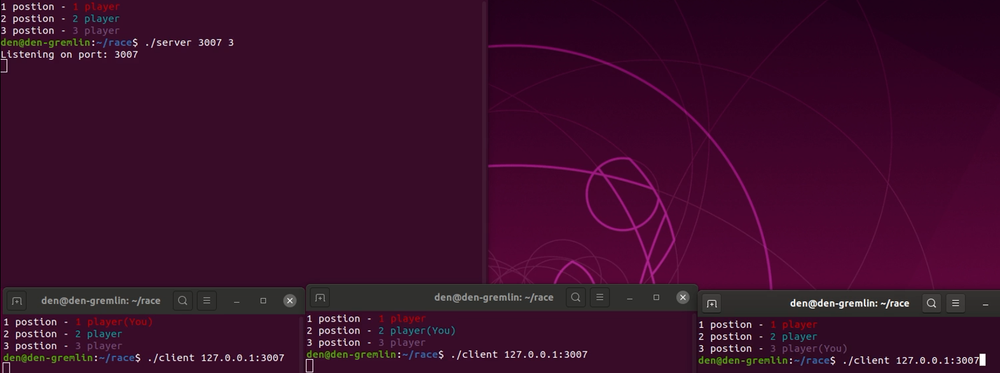 1 postion - 1 player
2 postion - 2 player
3 postion - 3 player
den@den-gremlin:~/race$ ./server 3007 3
Listening on port: 3007
den@den-gremlin: ~/race
1 postion - 1 player(You)
2 postion - 2 player
3 postion - 3 player
den@den-gremlin:~/race$ ./client 127.0.0.1:3007
den@den-gremlin: ~/race
1 postion - 1 player
2 postion - 2 player(You)
3 postion - 3 player
den@den-gremlin:~/race$ ./client 127.0.0.1:3007
den@den-gremlin: ~/race
1 postion - 1 player
2 postion - 2 player
3 postion - 3 player(You)
den@den-gremlin:~/race$ ./client 127.0.0.1:3007